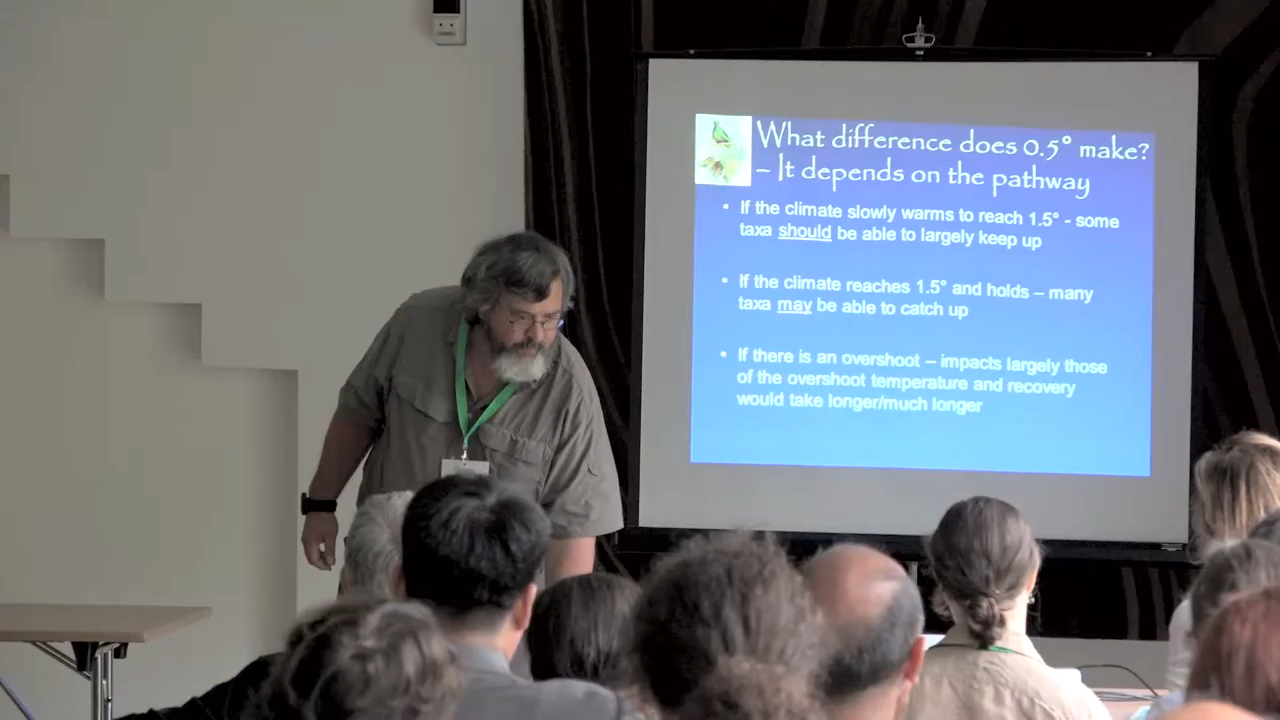 What difference does 0.5° make?
– It depends on the pathway
• If the climate slowly warms to reach 1.5° - some
taxa should be able to largely keep up
• If the climate reaches 1.5° and holds – many
taxa may be able to catch up
• If there is an overshoot – impacts largely those
of the overshoot temperature and recovery
would take longer/much longer